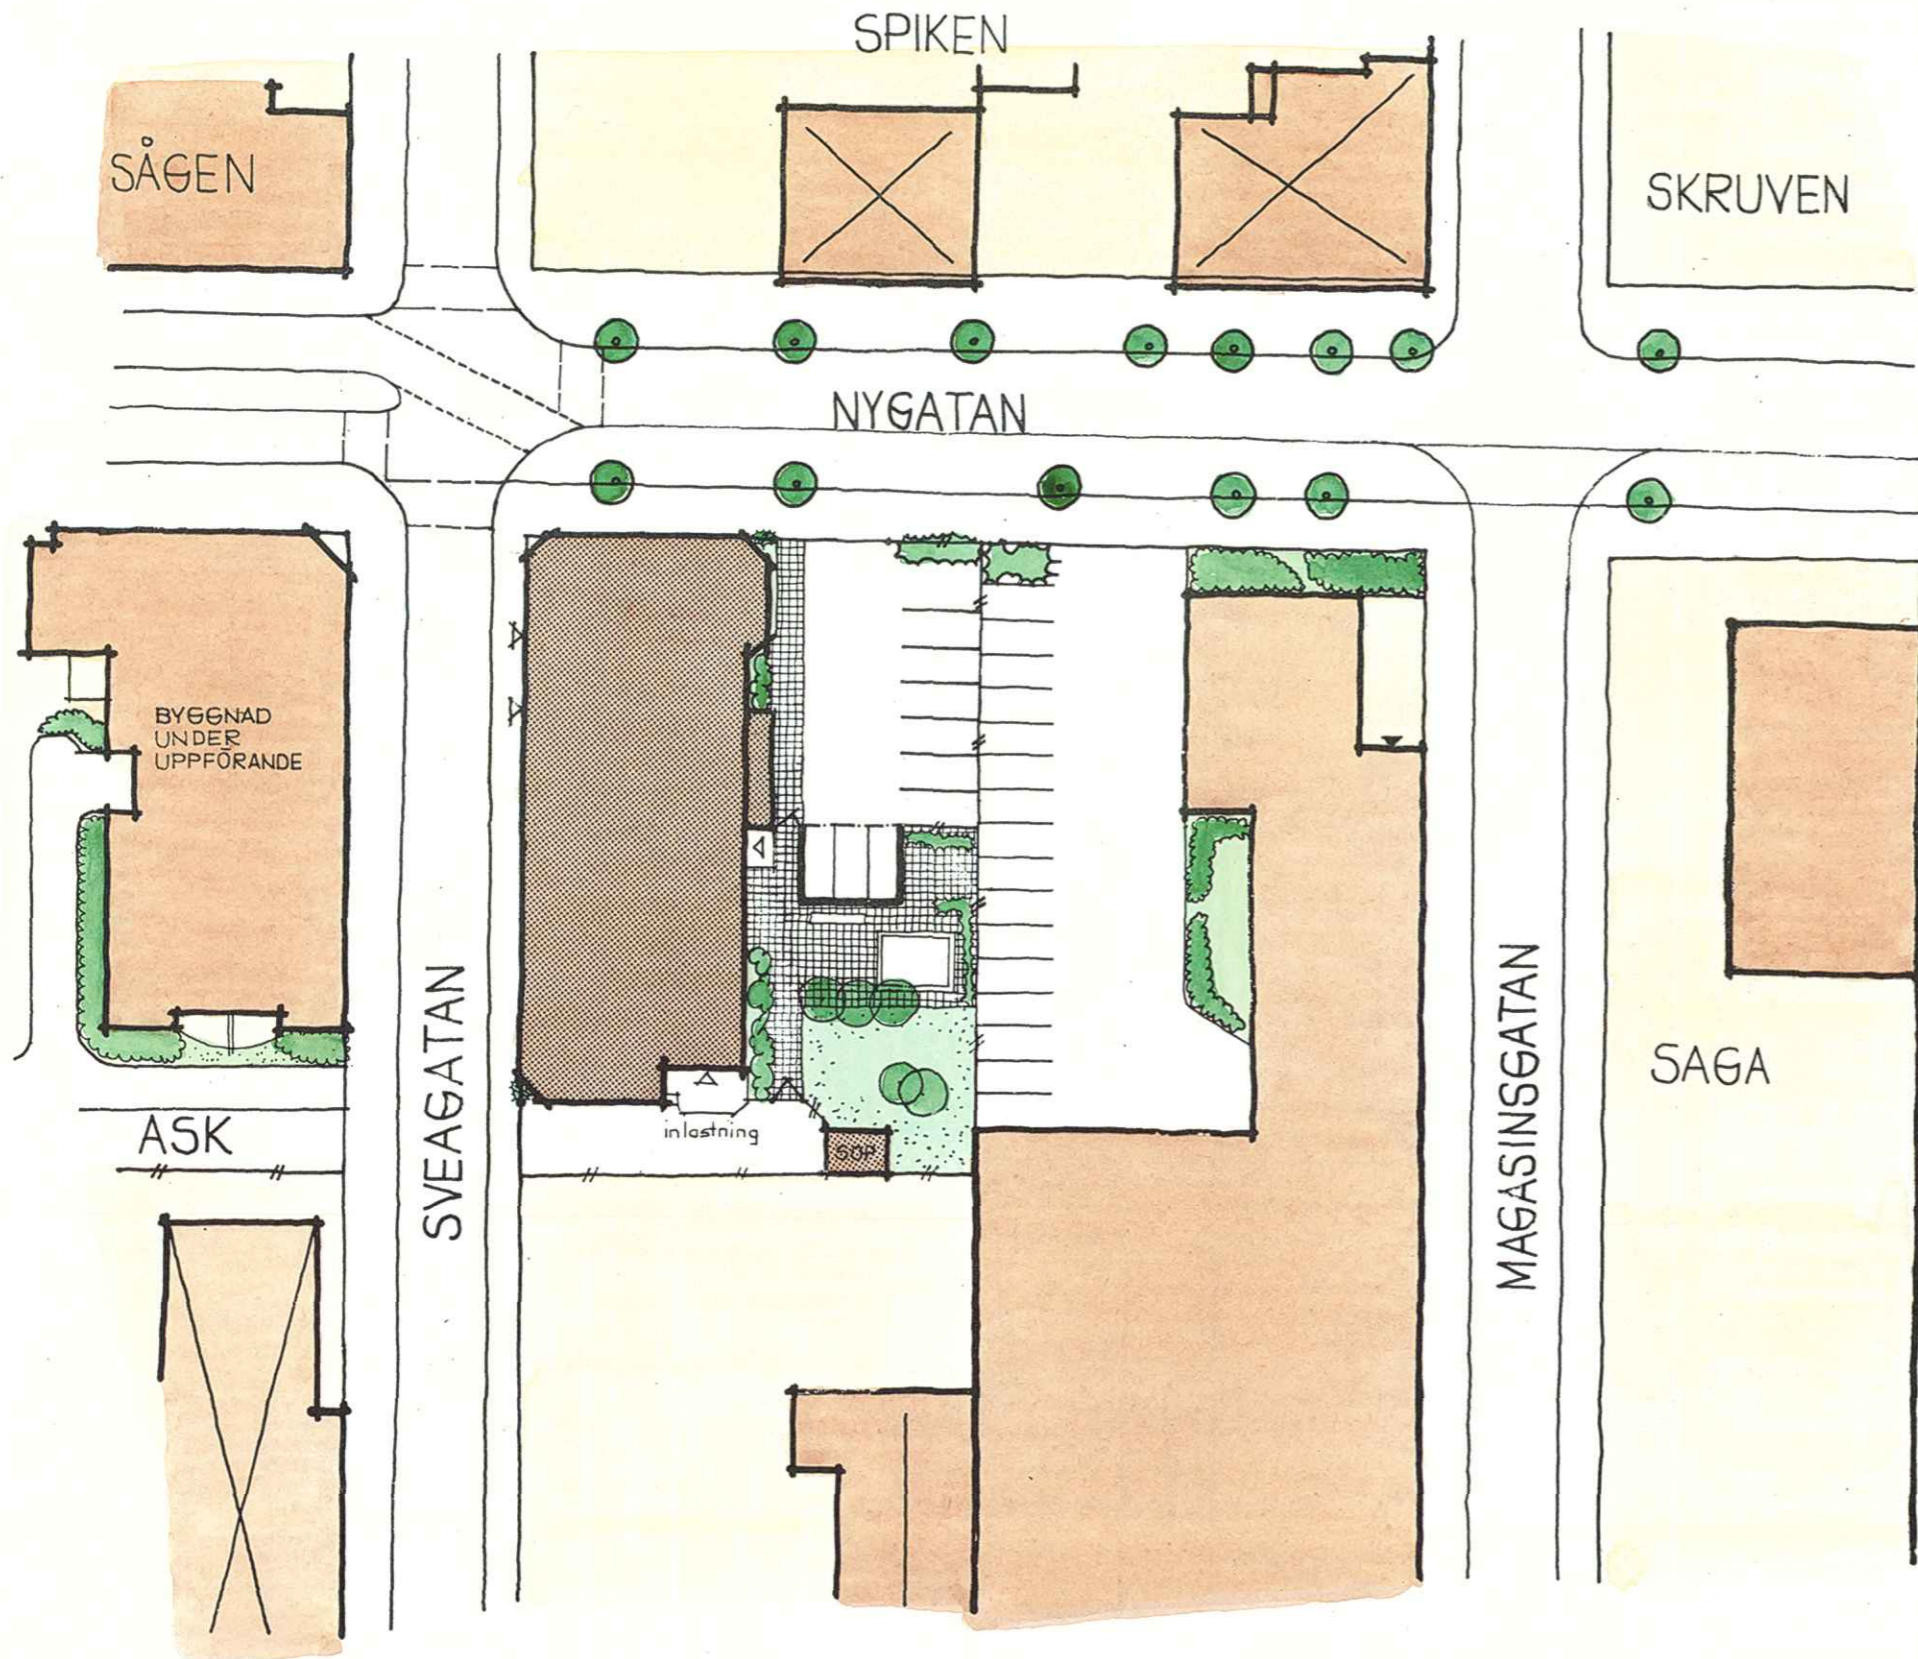 SPIKEN
SÅGEN
SKRUVEN
NYGATAN
BYGGNAD
UNDER
UPPFÖRANDE
SVEAGATAN
MAGASINSGATAN
SAGA
ASK
inlastning
SOP